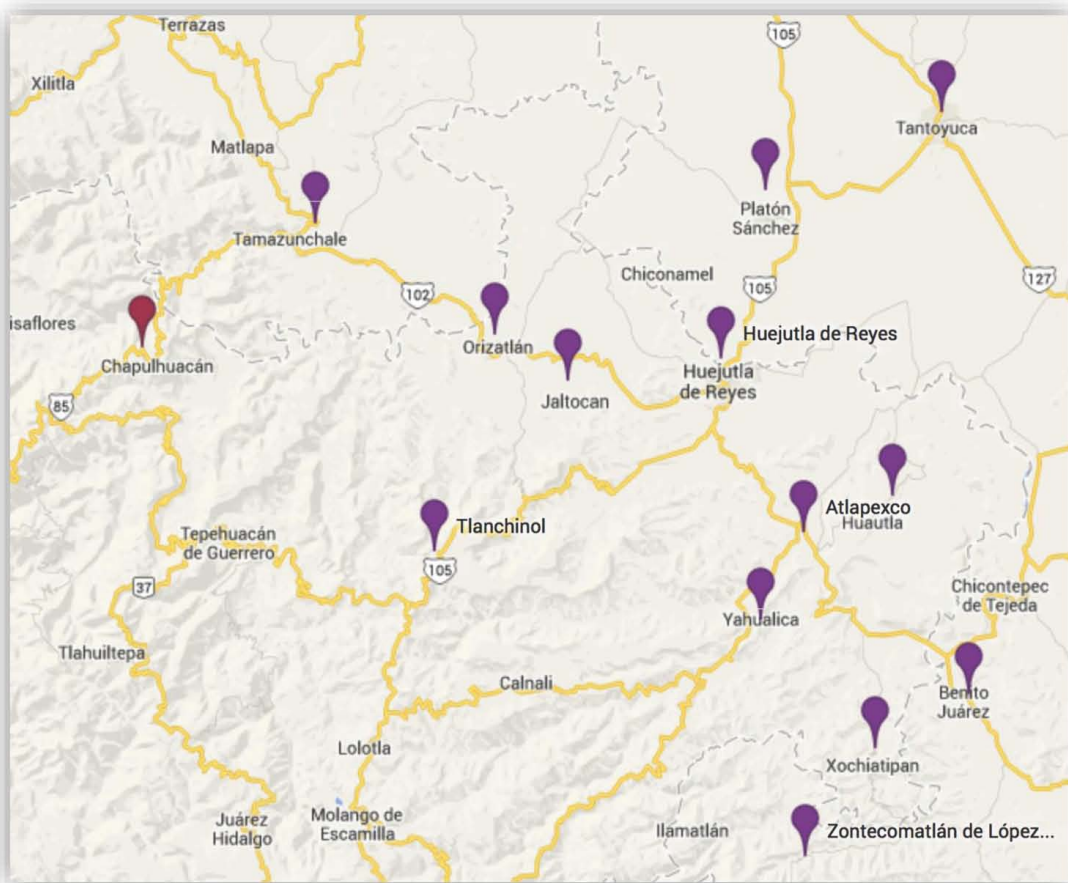 Terrazas
105
Xilitla
Tantoyuca
Matlapa
Platón
Sánchez
Tamazunchale
Chiconamel
127
102
105
isaflores
Huejutla de Reyes
Orizatlán
Chapulhuacán
Huejutla
de Reyes
Jaltocan
85
Atlapexco
Huautla
Tlanchinol
Tepehuacán
de Guerrero
105
37
Chicontepec
de Tejeda
Yahualica
Tlahuiltepa
Calnali
Benito
Juárez
Lolotla
Xochiatipan
Molango de
Escamilla
Juárez
Hidalgo
Ilamatlán
Zontecomatlán de López...